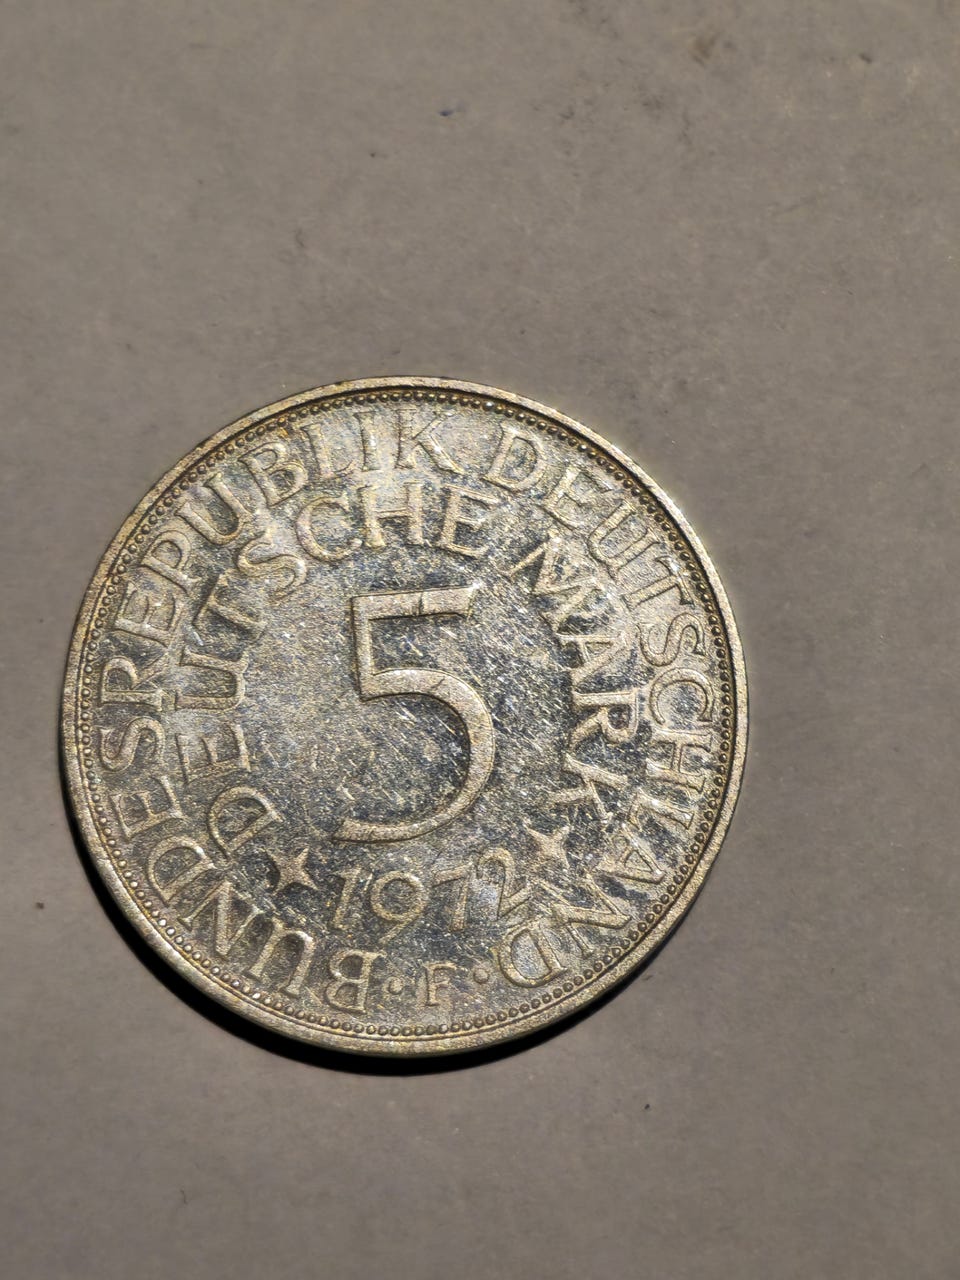 BUNDESREPUBLIK DEUTSCHLAND
DEUTSCHE MARK
5
1972
· F ·